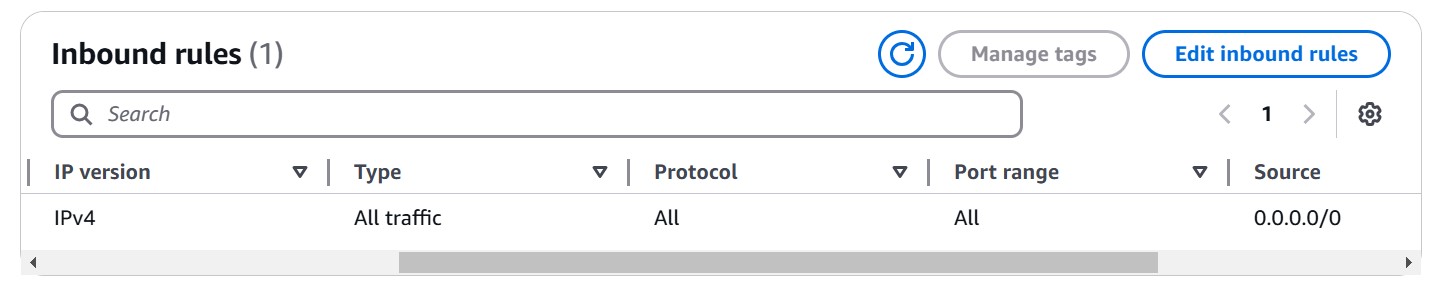 Inbound rules (1)
Manage tags
Edit inbound rules
Search
1
IP version Type Protocol Port range Source
IPv4 All traffic All All 0.0.0.0/0